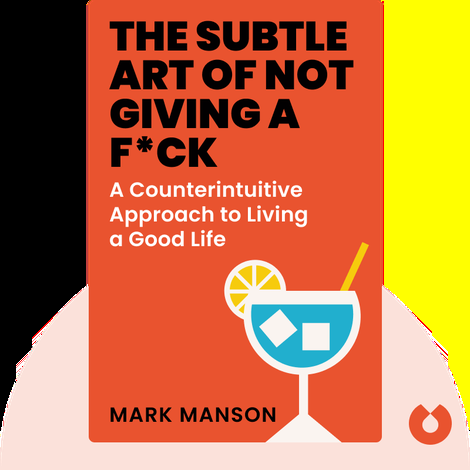 THE SUBTLE
ART OF NOT
GIVING A
F*CK
A Counterintuitive
Approach to Living
a Good Life
MARK MANSON